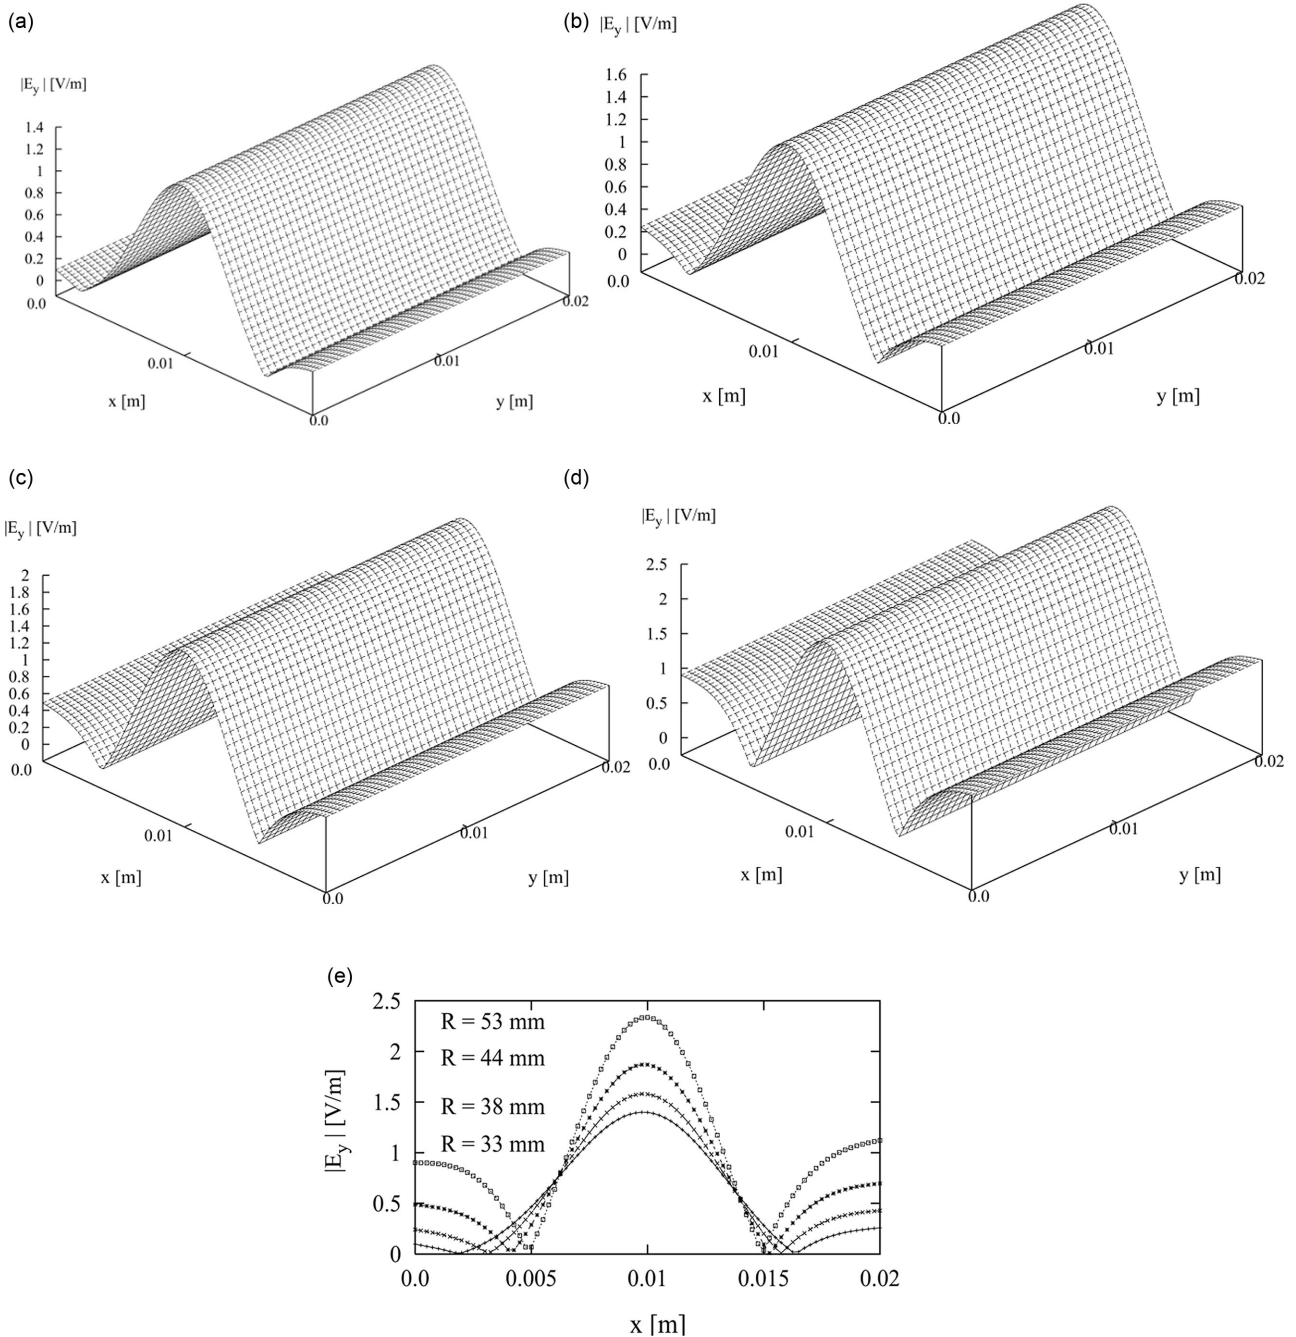 (a)
|Ey| [V/m]
1.4
1.2
1
0.8
0.6
0.4
0.2
0
0.0
0.01
x [m]
0.0
0.01
0.02
y [m]
(b)
|Ey| [V/m]
1.6
1.4
1.2
1
0.8
0.6
0.4
0.2
0
0.0
0.01
x [m]
0.0
0.01
0.02
y [m]
(c)
|Ey| [V/m]
2
1.8
1.6
1.4
1.2
1
0.8
0.6
0.4
0.2
0
0.0
0.01
x [m]
0.0
0.01
0.02
y [m]
(d)
|Ey| [V/m]
2.5
2
1.5
1
0.5
0
0.0
0.01
x [m]
0.0
0.01
0.02
y [m]
(e)
|Ey| [V/m]
2.5
2
1.5
1
0.5
0
R = 53 mm
R = 44 mm
R = 38 mm
R = 33 mm
0.0 0.005 0.01 0.015 0.02
x [m]